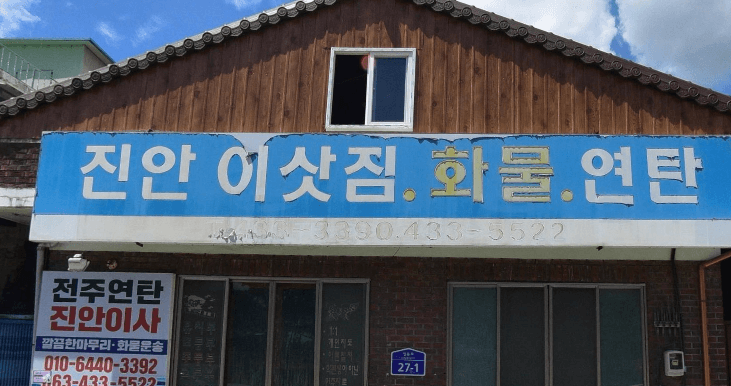 진안 이삿짐.화물.연탄
3390.433-5522
전주연탄
진안이사
깔끔한마무리·화물운송
010-6440-3392
063-433-5522
27-1